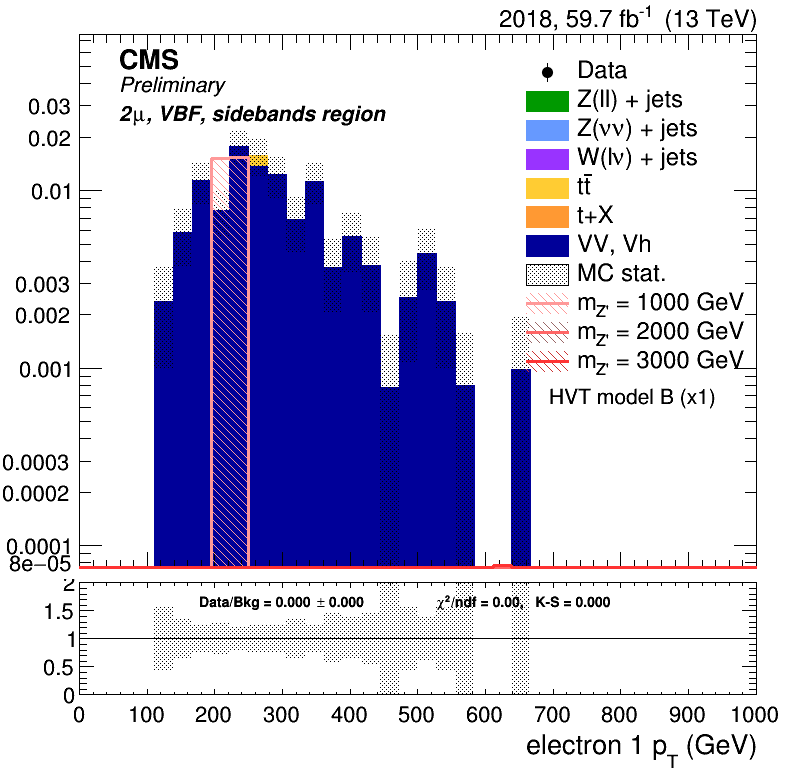 2018, 59.7 fb⁻¹ (13 TeV)
CMS
Preliminary
2μ, VBF, sidebands region
Data
Z(ll) + jets
Z(νν) + jets
W(lν) + jets
tt̄
t+X
VV, Vh
MC stat.
m_Z' = 1000 GeV
m_Z' = 2000 GeV
m_Z' = 3000 GeV
HVT model B (x1)
0.03
0.02
0.01
0.003
0.002
0.001
0.0003
0.0002
0.0001
8e−05
Data/Bkg = 0.000 ± 0.000 χ²/ndf = 0.00, K-S = 0.000
2
1.5
1
0.5
0
0 100 200 300 400 500 600 700 800 900 1000
electron 1 p_T (GeV)